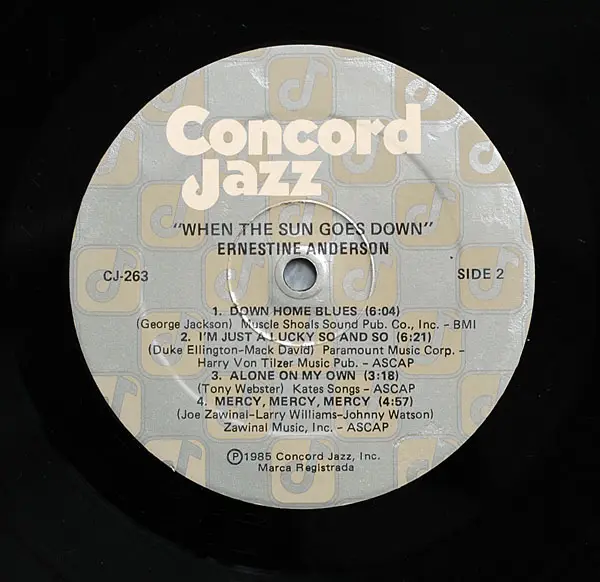 Concord
Jazz
"WHEN THE SUN GOES DOWN"
ERNESTINE ANDERSON
CJ-263
SIDE 2
1. DOWN HOME BLUES (6:04)
(George Jackson) Muscle Shoals Sound Pub. Co., Inc. – BMI
2. I'M JUST A LUCKY SO AND SO (6:21)
(Duke Ellington–Mack David) Paramount Music Corp. –
Harry Von Tilzer Music Pub. – ASCAP
3. ALONE ON MY OWN (3:18)
(Tony Webster) Kates Songs – ASCAP
4. MERCY, MERCY, MERCY (4:57)
(Joe Zawinal–Larry Williams–Johnny Watson)
Zawinal Music, Inc. – ASCAP
Ⓟ1985 Concord Jazz, Inc.
Marca Registrada